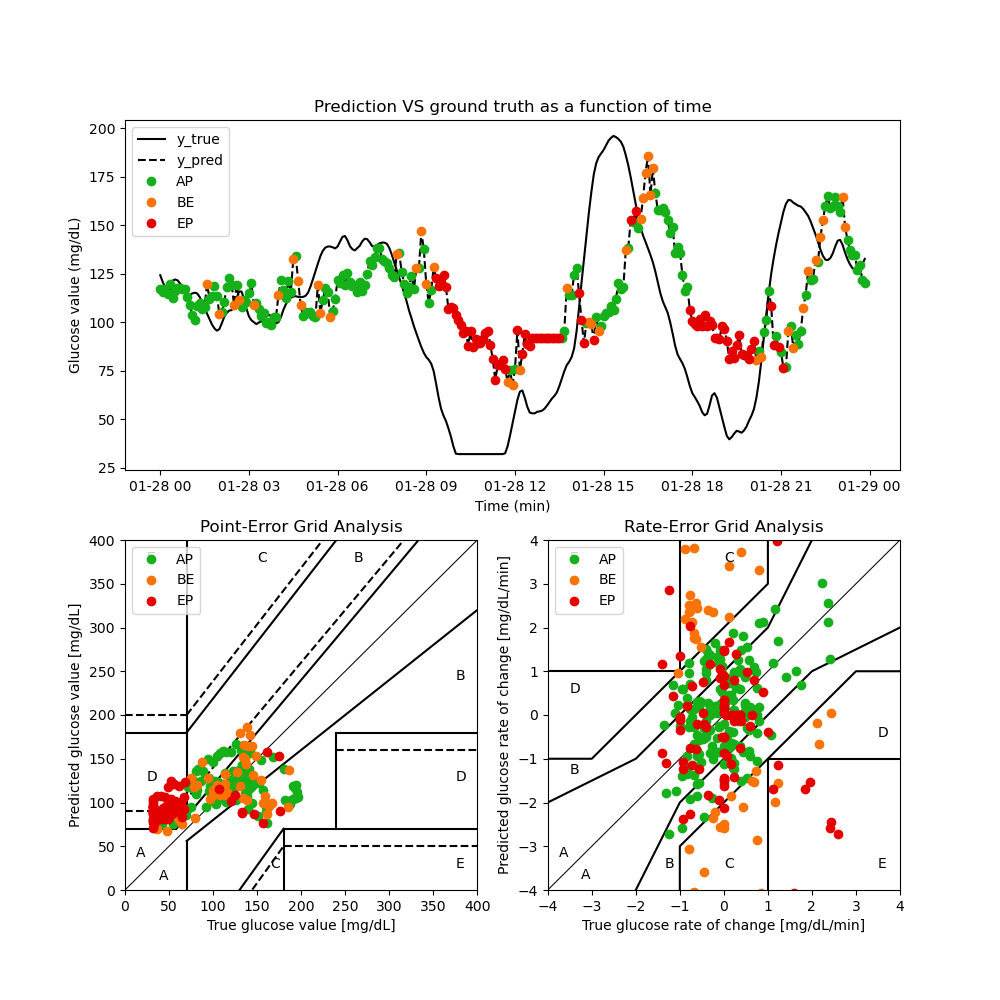 Prediction VS ground truth as a function of time
Glucose value (mg/dL)
200
175
150
125
100
75
50
25
y_true
y_pred
AP
BE
EP
01-28 00 01-28 03 01-28 06 01-28 09 01-28 12 01-28 15 01-28 18 01-28 21 01-29 00
Time (min)
Point-Error Grid Analysis
Predicted glucose value [mg/dL]
400
350
300
250
200
150
100
50
0
AP
BE
EP
C
B
B
D
D
A
A
C
E
0 50 100 150 200 250 300 350 400
True glucose value [mg/dL]
Rate-Error Grid Analysis
Predicted glucose rate of change [mg/dL/min]
4
3
2
1
0
−1
−2
−3
−4
AP
BE
EP
C
D
D
B
A
A
B
C
E
−4 −3 −2 −1 0 1 2 3 4
True glucose rate of change [mg/dL/min]